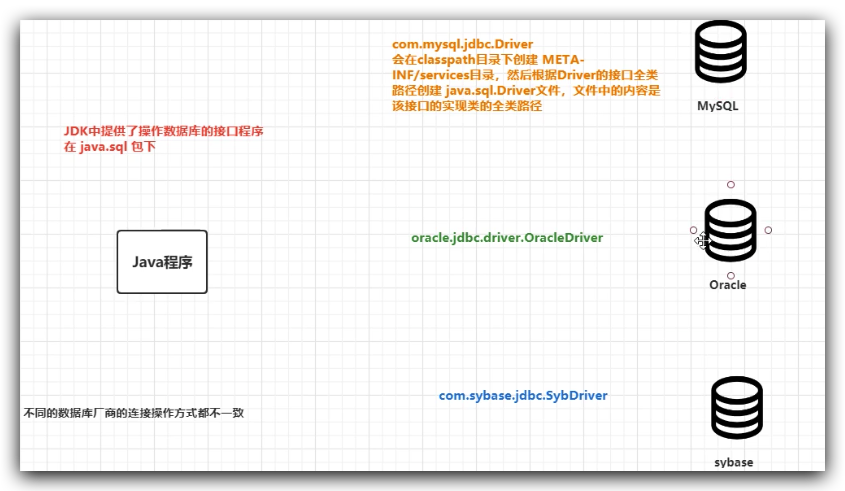 com.mysql.jdbc.Driver
会在classpath目录下创建 META-
INF/services目录，然后根据Driver的接口全类
路径创建 java.sql.Driver文件，文件中的内容是
该接口的实现类的全类路径
MySQL
JDK中提供了操作数据库的接口程序
在 java.sql 包下
oracle.jdbc.driver.OracleDriver
Java程序
Oracle
com.sybase.jdbc.SybDriver
不同的数据库厂商的连接操作方式都不一致
sybase